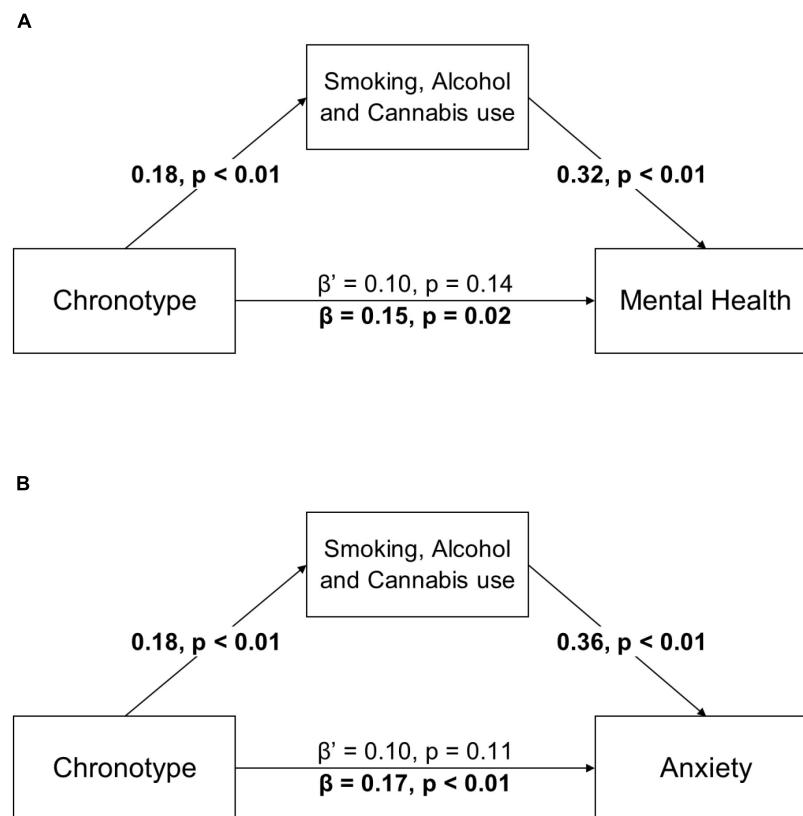 A
Smoking, Alcohol
and Cannabis use
0.18, p < 0.01
0.32, p < 0.01
Chronotype
β’ = 0.10, p = 0.14
β = 0.15, p = 0.02
Mental Health
B
Smoking, Alcohol
and Cannabis use
0.18, p < 0.01
0.36, p < 0.01
Chronotype
β’ = 0.10, p = 0.11
β = 0.17, p < 0.01
Anxiety